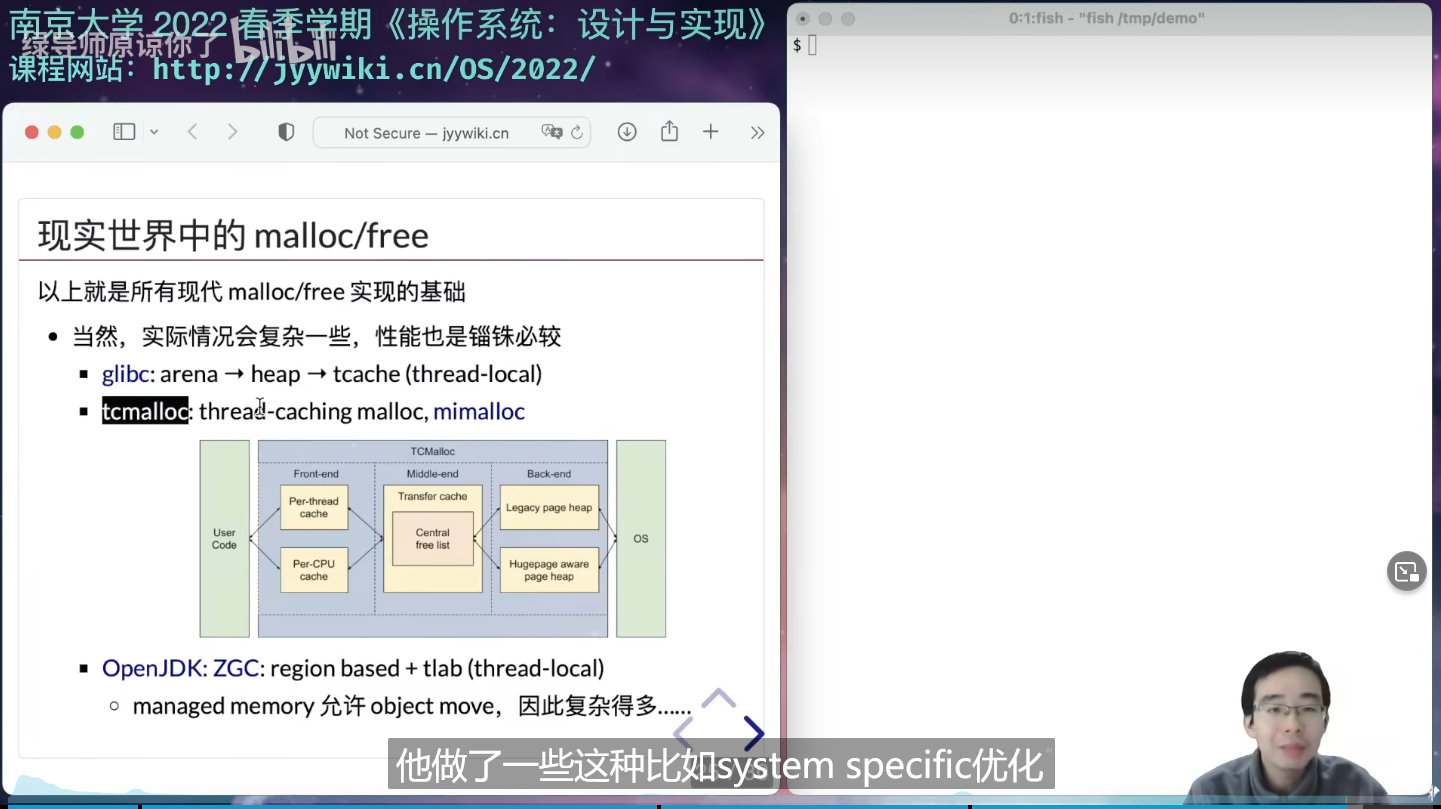 南京大学 2022 春季学期《操作系统：设计与实现》
绿导师原谅你了 bilibili
课程网站：http://jyywiki.cn/OS/2022/
0:1:fish - "fish /tmp/demo"
$
Not Secure — jyywiki.cn
现实世界中的 malloc/free
以上就是所有现代 malloc/free 实现的基础
当然，实际情况会复杂一些，性能也是锱铢必较
glibc: arena → heap → tcache (thread-local)
tcmalloc: thread-caching malloc, mimalloc
TCMalloc
Front-end
Middle-end
Back-end
User
Code
Per-thread
cache
Per-CPU
cache
Transfer cache
Central
free list
Legacy page heap
Hugepage aware
page heap
OS
OpenJDK: ZGC: region based + tlab (thread-local)
managed memory 允许 object move，因此复杂得多……
他做了一些这种比如system specific优化